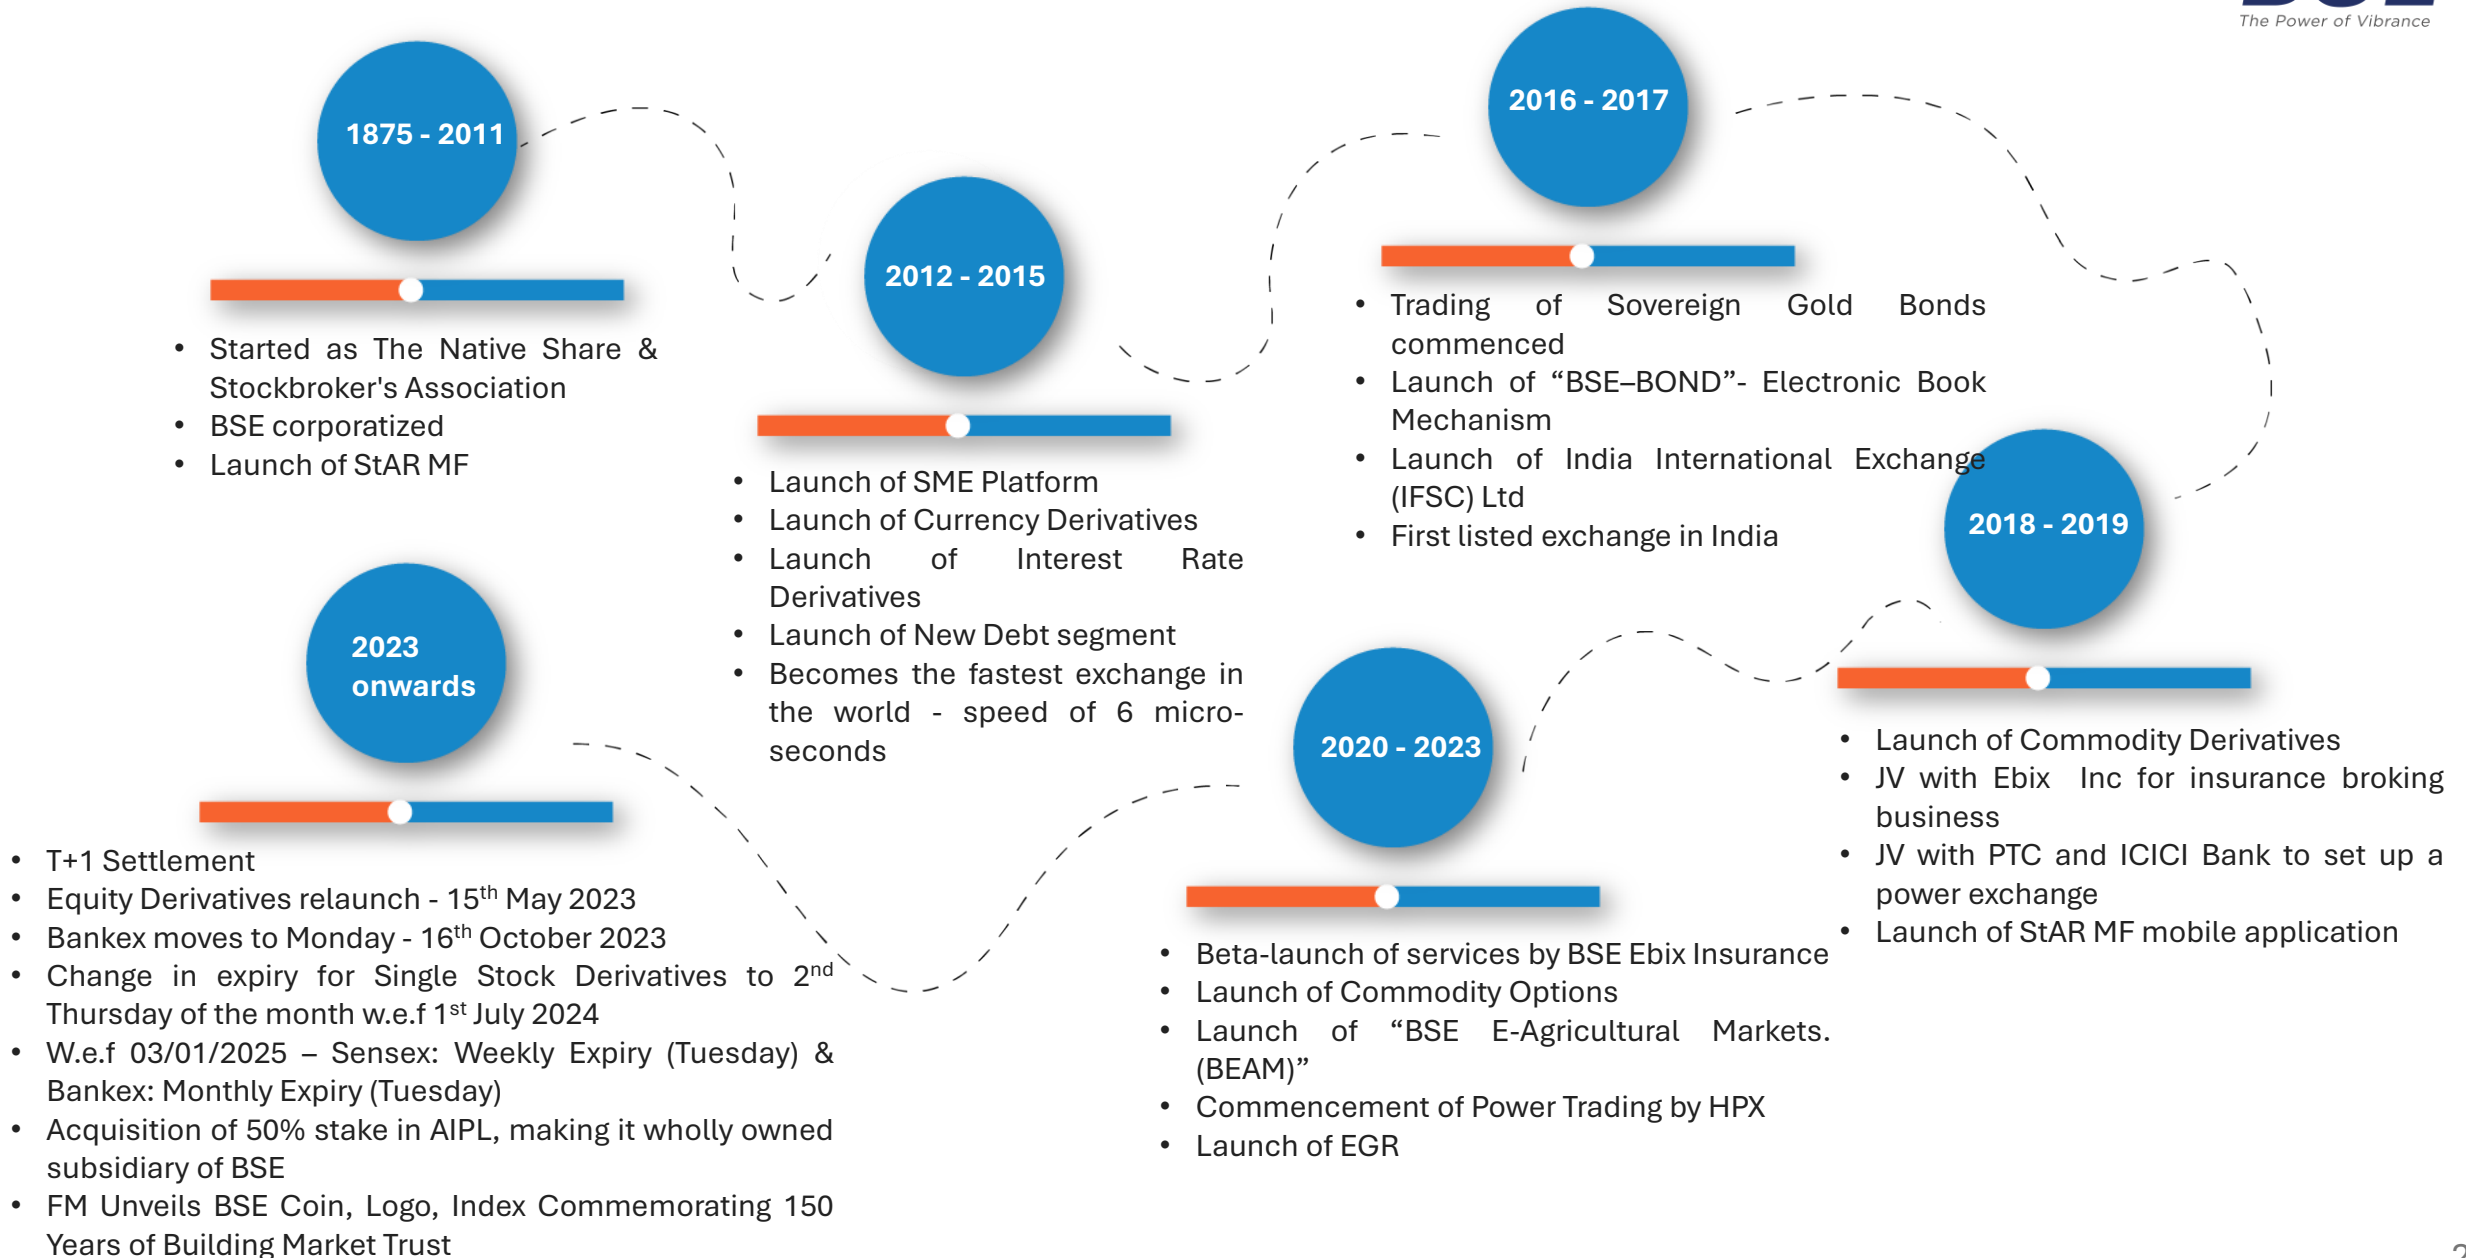 The Power of Vibrance
1875 - 2011
• Started as The Native Share &
Stockbroker's Association
• BSE corporatized
• Launch of StAR MF
2012 - 2015
• Launch of SME Platform
• Launch of Currency Derivatives
• Launch of Interest Rate
Derivatives
• Launch of New Debt segment
• Becomes the fastest exchange in
the world - speed of 6 micro-
seconds
2016 - 2017
• Trading of Sovereign Gold Bonds
commenced
• Launch of “BSE–BOND”- Electronic Book
Mechanism
• Launch of India International Exchange
(IFSC) Ltd
• First listed exchange in India
2018 - 2019
• Launch of Commodity Derivatives
• JV with Ebix Inc for insurance broking
business
• JV with PTC and ICICI Bank to set up a
power exchange
• Launch of StAR MF mobile application
2020 - 2023
• Beta-launch of services by BSE Ebix Insurance
• Launch of Commodity Options
• Launch of “BSE E-Agricultural Markets.
(BEAM)”
• Commencement of Power Trading by HPX
• Launch of EGR
2023
onwards
• T+1 Settlement
• Equity Derivatives relaunch - 15th May 2023
• Bankex moves to Monday - 16th October 2023
• Change in expiry for Single Stock Derivatives to 2nd
Thursday of the month w.e.f 1st July 2024
• W.e.f 03/01/2025 – Sensex: Weekly Expiry (Tuesday) &
Bankex: Monthly Expiry (Tuesday)
• Acquisition of 50% stake in AIPL, making it wholly owned
subsidiary of BSE
• FM Unveils BSE Coin, Logo, Index Commemorating 150
Years of Building Market Trust